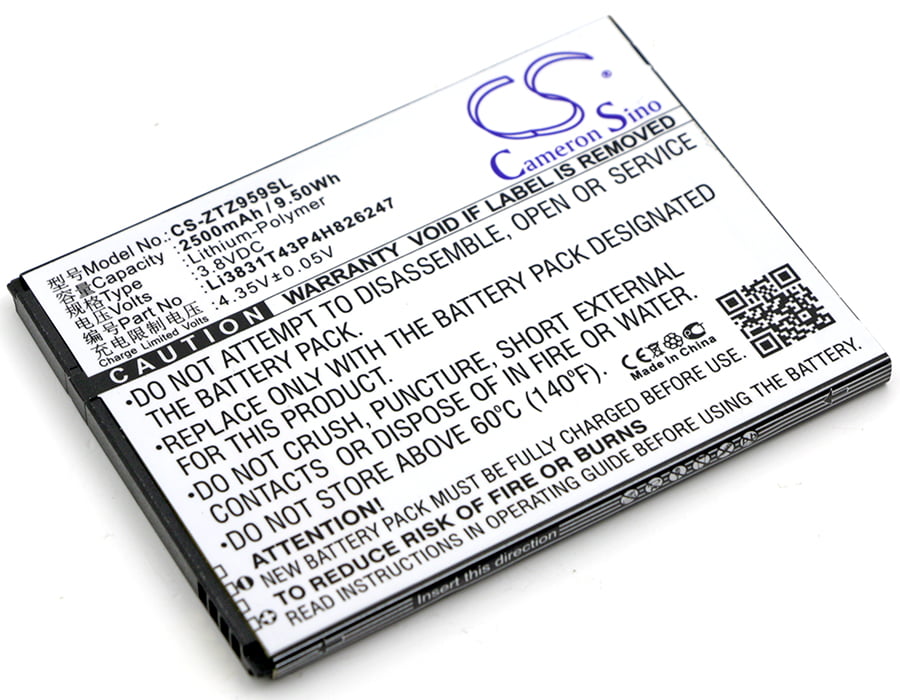 CS
®
Cameron Sino
型号Model No.:CS-ZTZ959SL
容量Capacity :2500mAh / 9.50Wh
规格Type :Lithium-Polymer
电压Volts :3.8VDC
编号Part No :Li3831T43P4H826247
充电限制电压 :4.35V±0.05V
Charge Limited Volts
CAUTION WARRANTY VOID IF LABEL IS REMOVED
•DO NOT ATTEMPT TO DISASSEMBLE, OPEN OR SERVICE
THE BATTERY PACK.
•REPLACE ONLY WITH THE BATTERY PACK DESIGNATED
FOR THIS BATTERY.
•DO NOT CRUSH, PUNCTURE, SHORT EXTERNAL
CONTACTS OR DISPOSE OF IN FIRE.
•DO NOT STORE ABOVE 60°C (140°F).
CE
Made in China
ATTENTION!
NEW BATTERY PACK MUST BE FULLY CHARGED BEFORE USE.
TO REDUCE RISK OF FIRE OR BURNS
READ INSTRUCTIONS IN OPERATING MANUAL BEFORE USING THE BATTERY.
Insert this direction